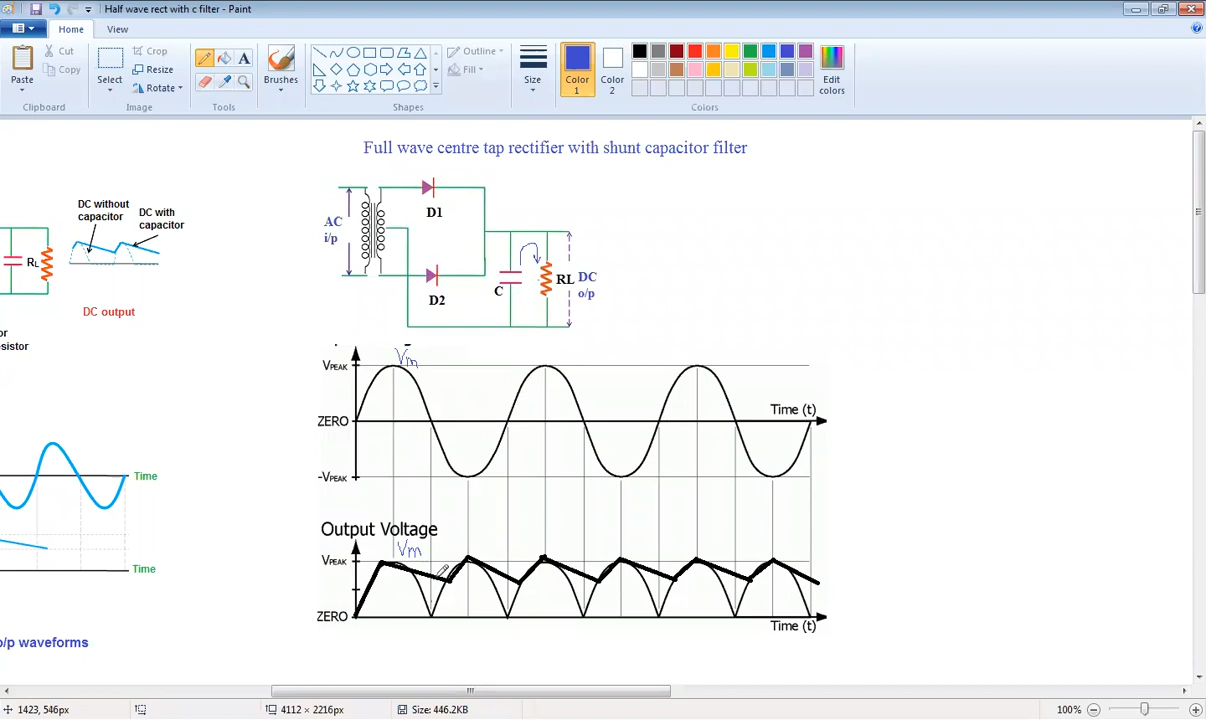 Half wave rect with c filter - Paint
Home
View
Paste
Cut
Copy
Clipboard
Select
Crop
Resize
Rotate
Image
A
Tools
Brushes
Outline
Fill
Shapes
Size
Color 1
Color 2
Edit colors
Colors
Full wave centre tap rectifier with shunt capacitor filter
DC without
capacitor
DC with
capacitor
RL
DC output
esistor
AC
i/p
D1
D2
C
RL
DC
o/p
Vm
VPEAK
ZERO
-VPEAK
Time (t)
Time
Time
Output Voltage
Vm
VPEAK
ZERO
Time (t)
/p waveforms
1423, 546px
4112 × 2216px
Size: 446.2KB
100%